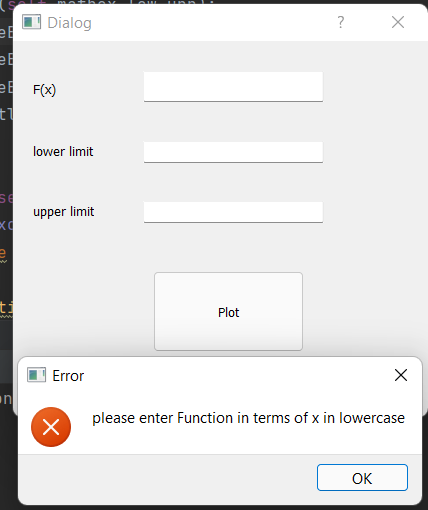 Dialog
?
F(x)
lower limit
upper limit
Plot
Error
please enter Function in terms of x in lowercase
OK